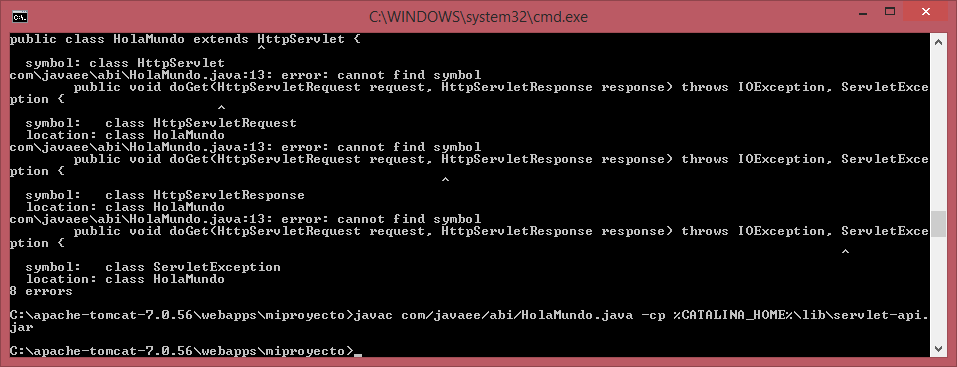 C:\WINDOWS\system32\cmd.exe
public class HolaMundo extends HttpServlet {
                               ^
  symbol: class HttpServlet
com\javaee\abi\HolaMundo.java:13: error: cannot find symbol
        public void doGet(HttpServletRequest request, HttpServletResponse response) throws IOException, ServletExce
ption {
                          ^
  symbol:   class HttpServletRequest
  location: class HolaMundo
com\javaee\abi\HolaMundo.java:13: error: cannot find symbol
        public void doGet(HttpServletRequest request, HttpServletResponse response) throws IOException, ServletExce
ption {
                                                      ^
  symbol:   class HttpServletResponse
  location: class HolaMundo
com\javaee\abi\HolaMundo.java:13: error: cannot find symbol
        public void doGet(HttpServletRequest request, HttpServletResponse response) throws IOException, ServletExce
ption {
                                                                                                        ^
  symbol:   class ServletException
  location: class HolaMundo
8 errors
C:\apache-tomcat-7.0.56\webapps\miproyecto>javac com/javaee/abi/HolaMundo.java -cp %CATALINA_HOME%\lib\servlet-api.
jar
C:\apache-tomcat-7.0.56\webapps\miproyecto>_